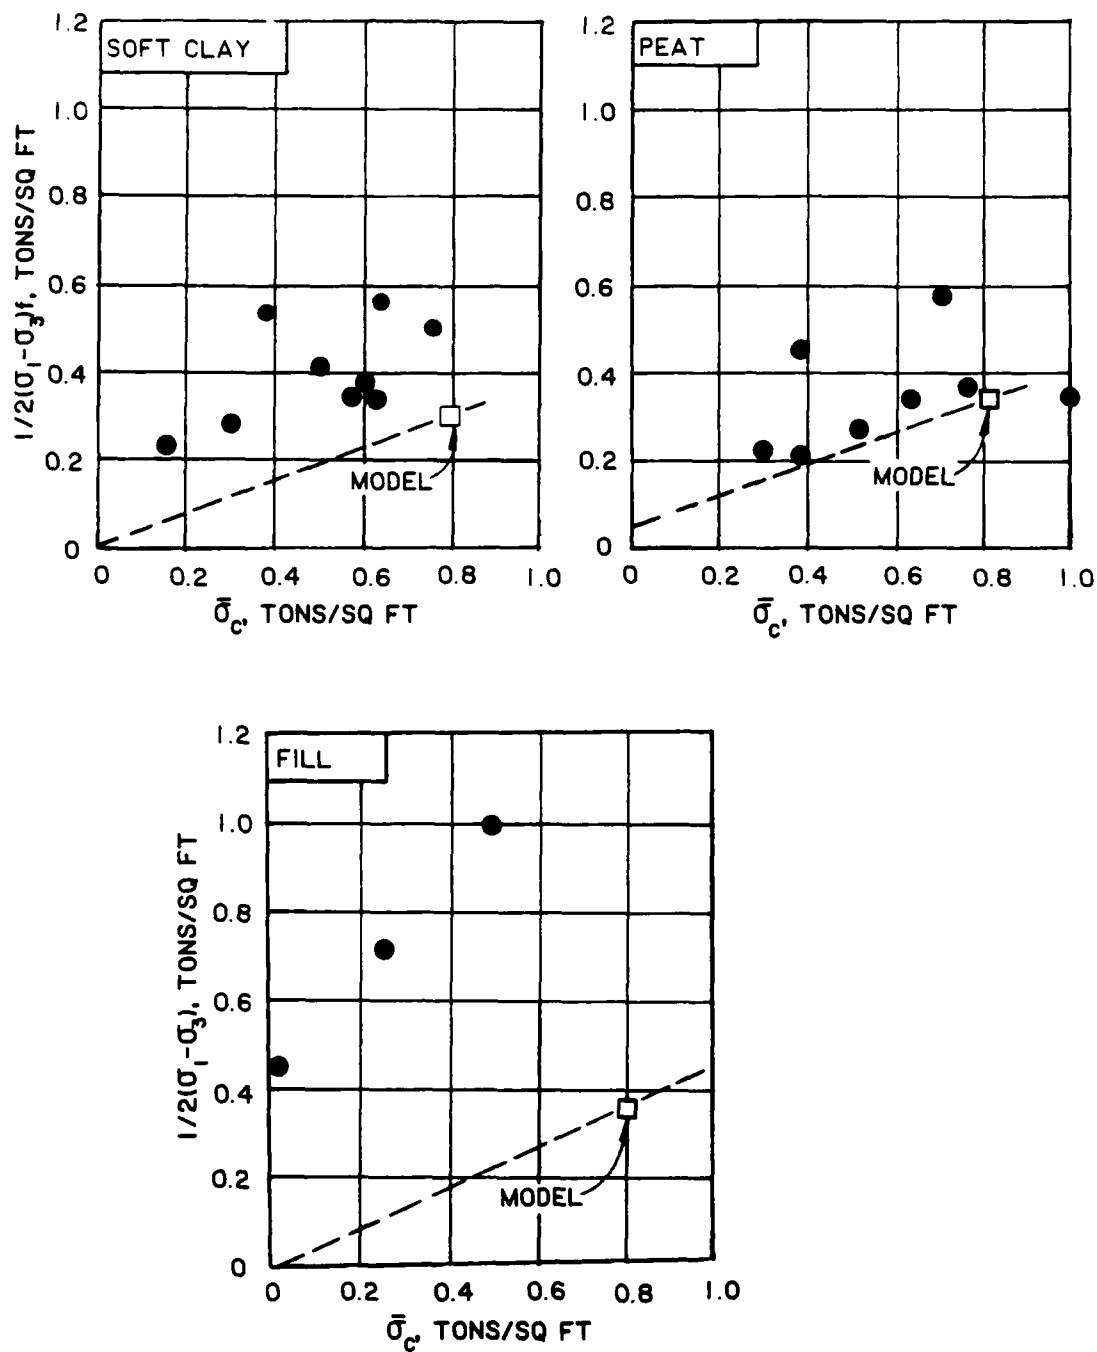 SOFT CLAY
1.2
1.0
0.8
0.6
0.4
0.2
0
1/2(σ₁-σ₃)f, TONS/SQ FT
MODEL
0 0.2 0.4 0.6 0.8 1.0
σ̄c, TONS/SQ FT
PEAT
1.2
1.0
0.8
0.6
0.4
0.2
0
MODEL
0 0.2 0.4 0.6 0.8 1.0
σ̄c, TONS/SQ FT
FILL
1.2
1.0
0.8
0.6
0.4
0.2
0
1/2(σ₁-σ₃), TONS/SQ FT
MODEL
0 0.2 0.4 0.6 0.8 1.0
σ̄c, TONS/SQ FT